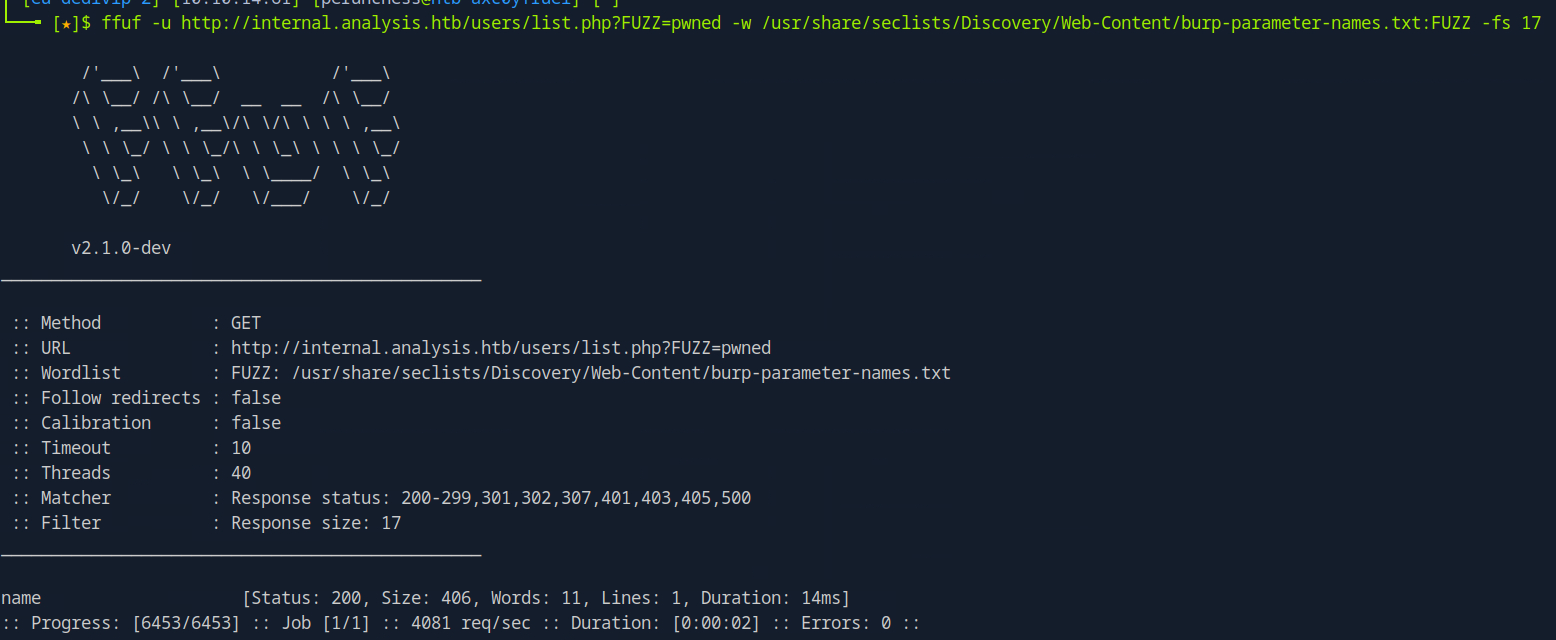 [★]$ ffuf -u http://internal.analysis.htb/users/list.php?FUZZ=pwned -w /usr/share/seclists/Discovery/Web-Content/burp-parameter-names.txt:FUZZ -fs 17
        /'___\  /'___\           /'___\
       /\ \__/ /\ \__/  __  __  /\ \__/
       \ \ ,__\\ \ ,__\/\ \/\ \ \ \ ,__\
        \ \ \_/ \ \ \_/\ \ \_\ \ \ \ \_/
         \ \_\   \ \_\  \ \____/  \ \_\
          \/_/    \/_/   \/___/    \/_/
v2.1.0-dev
________________________________________________
:: Method           : GET
:: URL              : http://internal.analysis.htb/users/list.php?FUZZ=pwned
:: Wordlist         : FUZZ: /usr/share/seclists/Discovery/Web-Content/burp-parameter-names.txt
:: Follow redirects : false
:: Calibration      : false
:: Timeout          : 10
:: Threads          : 40
:: Matcher          : Response status: 200-299,301,302,307,401,403,405,500
:: Filter           : Response size: 17
________________________________________________
name                    [Status: 200, Size: 406, Words: 11, Lines: 1, Duration: 14ms]
:: Progress: [6453/6453] :: Job [1/1] :: 4081 req/sec :: Duration: [0:00:02] :: Errors: 0 ::